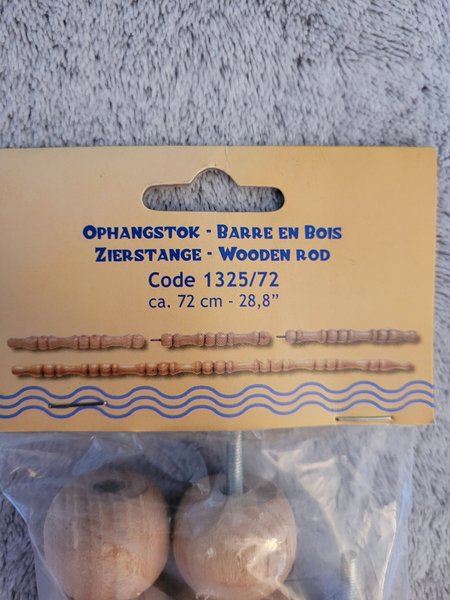 OPHANGSTOK - BARRE EN BOIS
ZIERSTANGE - WOODEN ROD
Code 1325/72
ca. 72 cm - 28,8”